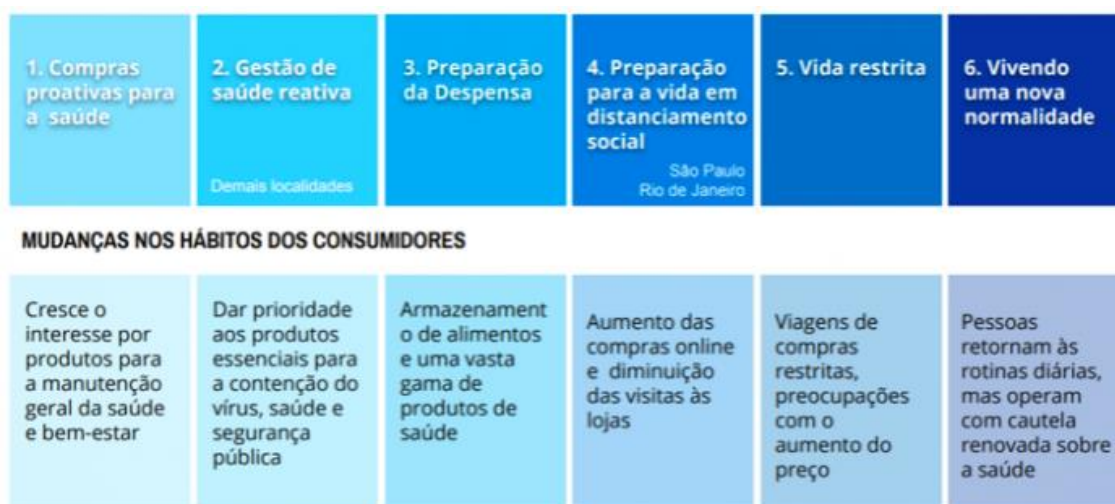 1. Compras
proativas para
a saúde
2. Gestão de
saúde reativa
Demais localidades
3. Preparação
da Despensa
4. Preparação
para a vida em
distanciamento
social
São Paulo
Rio de Janeiro
5. Vida restrita
6. Vivendo
uma nova
normalidade
MUDANÇAS NOS HÁBITOS DOS CONSUMIDORES
Cresce o
interesse por
produtos para
a manutenção
geral da saúde
e bem-estar
Dar prioridade
aos produtos
essenciais para
a contenção do
vírus, saúde e
segurança
pública
Armazenament
o de alimentos
e uma vasta
gama de
produtos de
saúde
Aumento das
compras online
e diminuição
das visitas às
lojas
Viagens de
compras
restritas,
preocupações
com o
aumento do
preço
Pessoas
retornam às
rotinas diárias,
mas operam
com cautela
renovada sobre
a saúde